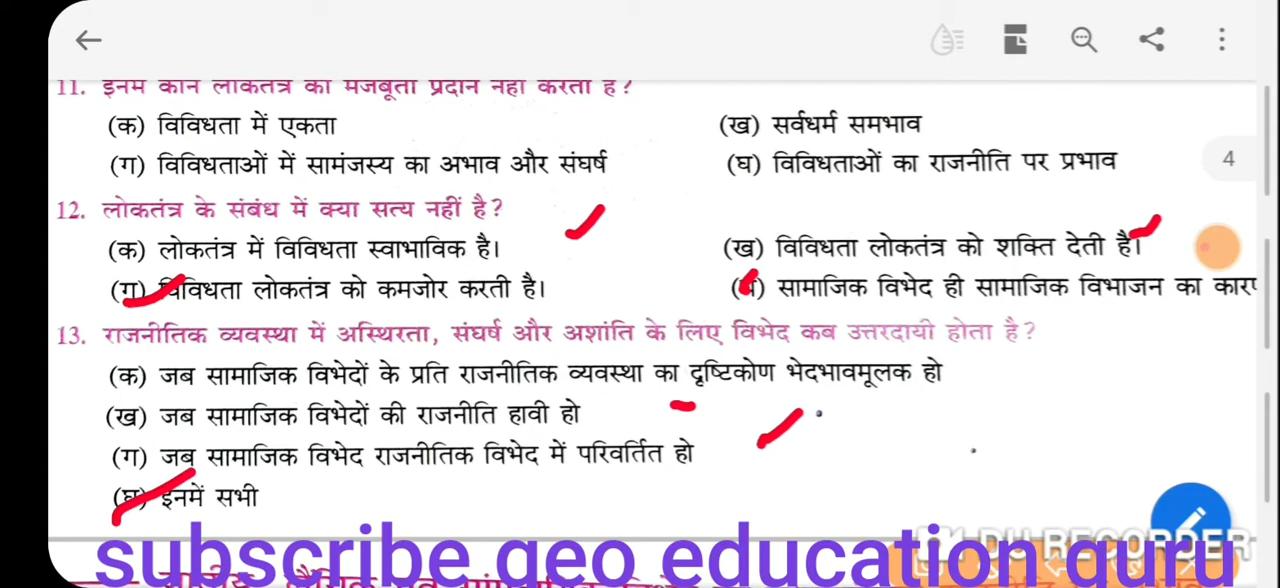 11. इनमें कौन लोकतंत्र को मजबूती प्रदान नहीं करता है?
(क) विविधता में एकता (ख) सर्वधर्म समभाव
(ग) विविधताओं में सामंजस्य का अभाव और संघर्ष (घ) विविधताओं का राजनीति पर प्रभाव
4
12. लोकतंत्र के संबंध में क्या सत्य नहीं है?
(क) लोकतंत्र में विविधता स्वाभाविक है। (ख) विविधता लोकतंत्र को शक्ति देती है।
(ग) विविधता लोकतंत्र को कमजोर करती है। (घ) सामाजिक विभेद ही सामाजिक विभाजन का
13. राजनीतिक व्यवस्था में अस्थिरता, संघर्ष और अशांति के लिए विभेद कब उत्तरदायी होता है?
(क) जब सामाजिक विभेदों के प्रति राजनीतिक व्यवस्था का दृष्टिकोण भेदभावमूलक हो
(ख) जब सामाजिक विभेदों की राजनीति हावी हो
(ग) जब सामाजिक विभेद राजनीतिक विभेद में परिवर्तित हो
(घ) इनमें सभी
DU RECORDER
subscribe geo education guru